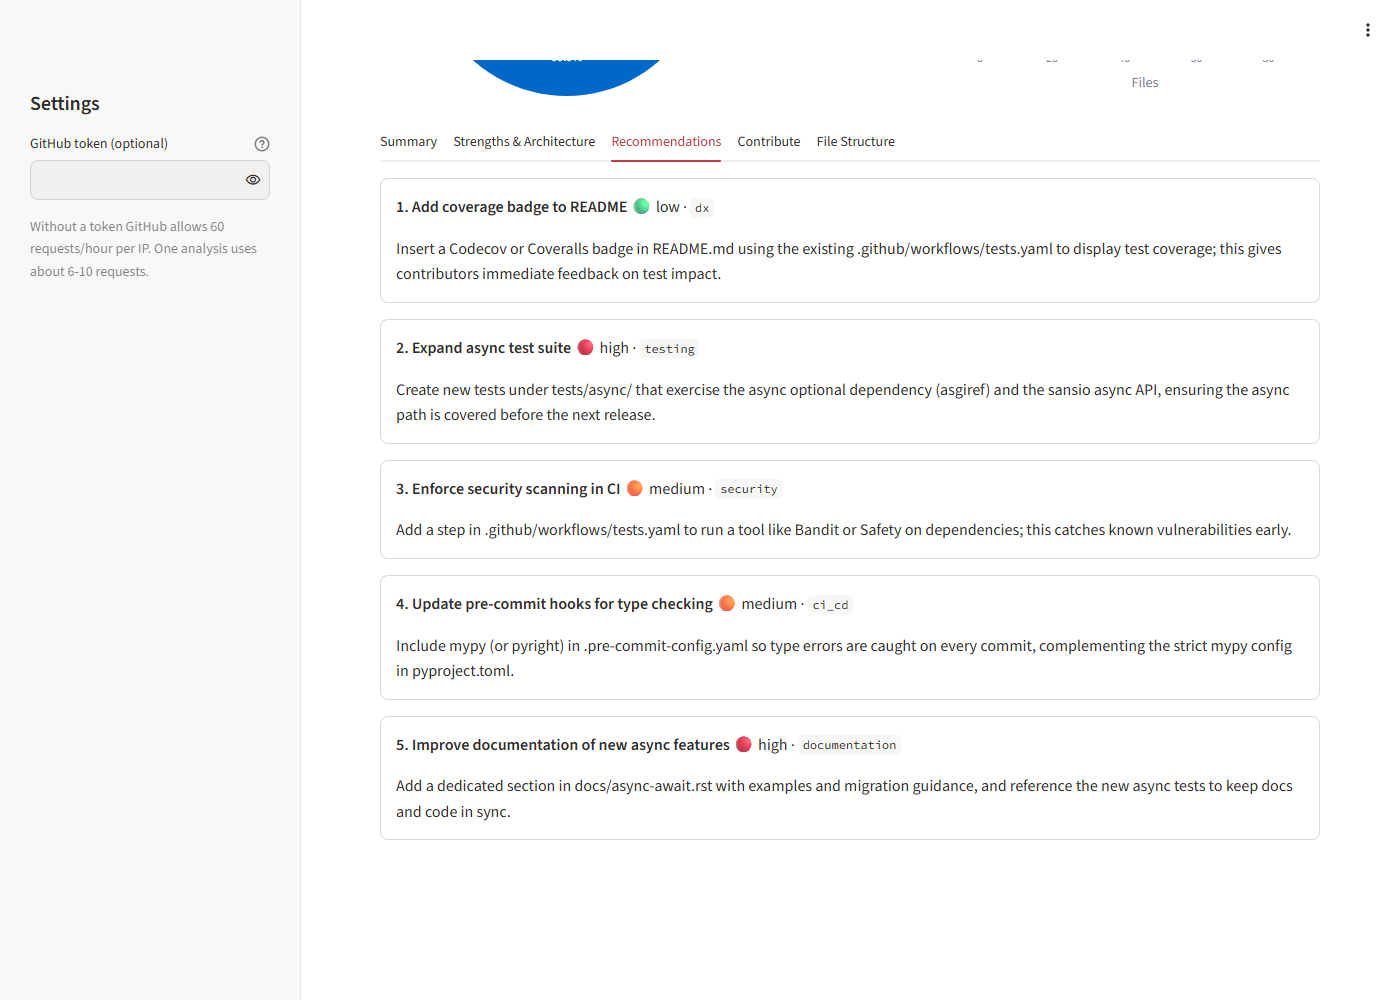 Settings
GitHub token (optional)
Without a token GitHub allows 60
requests/hour per IP. One analysis uses
about 6-10 requests.
Files
Summary Strengths & Architecture Recommendations Contribute File Structure
1. Add coverage badge to README low · dx
Insert a Codecov or Coveralls badge in README.md using the existing .github/workflows/tests.yaml to display test coverage; this gives
contributors immediate feedback on test impact.
2. Expand async test suite high · testing
Create new tests under tests/async/ that exercise the async optional dependency (asgiref) and the sansio async API, ensuring the async
path is covered before the next release.
3. Enforce security scanning in CI medium · security
Add a step in .github/workflows/tests.yaml to run a tool like Bandit or Safety on dependencies; this catches known vulnerabilities early.
4. Update pre-commit hooks for type checking medium · ci_cd
Include mypy (or pyright) in .pre-commit-config.yaml so type errors are caught on every commit, complementing the strict mypy config
in pyproject.toml.
5. Improve documentation of new async features high · documentation
Add a dedicated section in docs/async-await.rst with examples and migration guidance, and reference the new async tests to keep docs
and code in sync.